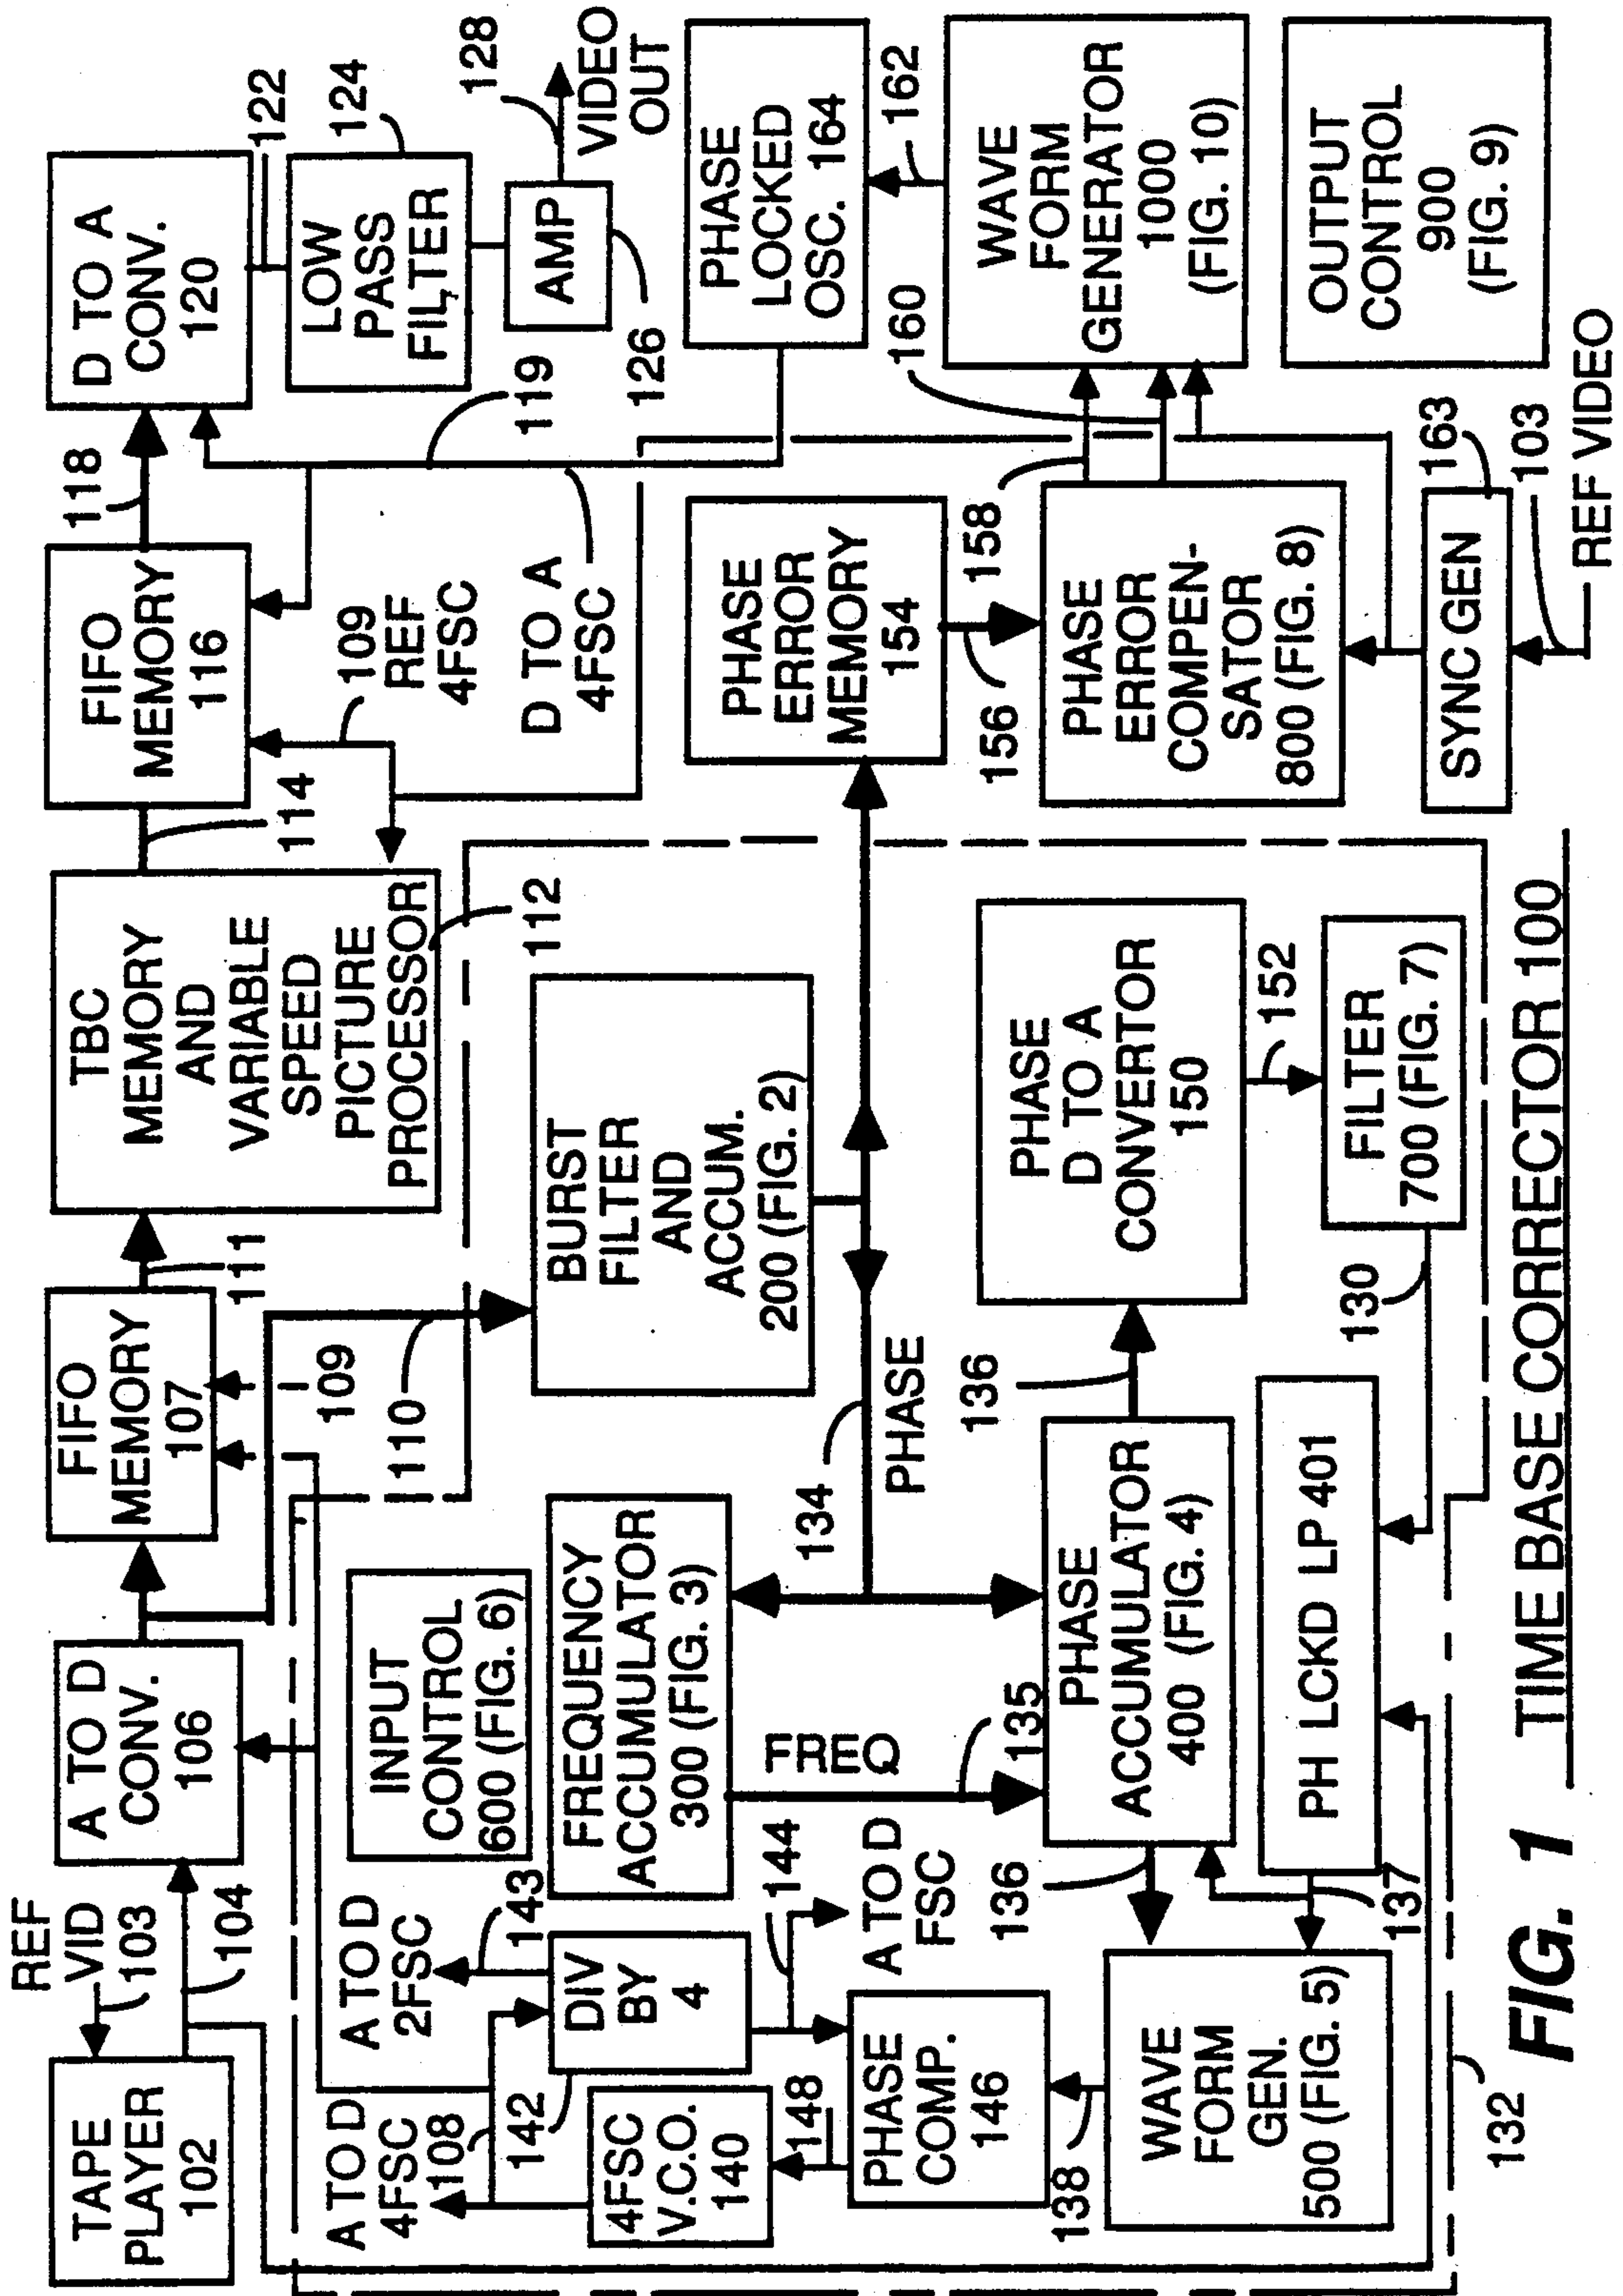 REF
VID
103
TAPE
PLAYER
102
104
A TO D
CONV.
106
FIFO
MEMORY
107
109
111
110
TBC
MEMORY
AND
VARIABLE
SPEED
PICTURE
PROCESSOR
112
114
FIFO
MEMORY
116
118
109
REF
4FSC
D TO A
4FSC
119
D TO A
CONV.
120
122
LOW
PASS
FILTER
124
AMP
126
128
VIDEO
OUT
A TO D
4FSC
108
142
A TO D
2FSC
143
DIV
BY
4
144
A TO D
FSC
4FSC
V.C.O.
140
148
PHASE
COMP.
146
138
WAVE
FORM
GEN.
500 (FIG. 5)
INPUT
CONTROL
600 (FIG. 6)
FREQUENCY
ACCUMULATOR
300 (FIG. 3)
FREQ
135
134
PHASE
BURST
FILTER
AND
ACCUM.
200 (FIG. 2)
136
PHASE
ACCUMULATOR
400 (FIG. 4)
136
PH LCKD LP 401
137
PHASE
D TO A
CONVERTOR
150
152
FILTER
700 (FIG. 7)
130
132
PHASE
ERROR
MEMORY
154
156
158
PHASE
ERROR
COMPEN-
SATOR
800 (FIG. 8)
SYNC GEN
163
103
REF VIDEO
160
PHASE
LOCKED
OSC. 164
162
WAVE
FORM
GENERATOR
1000
(FIG. 10)
OUTPUT
CONTROL
900
(FIG. 9)
FIG. 1
TIME BASE CORRECTOR 100